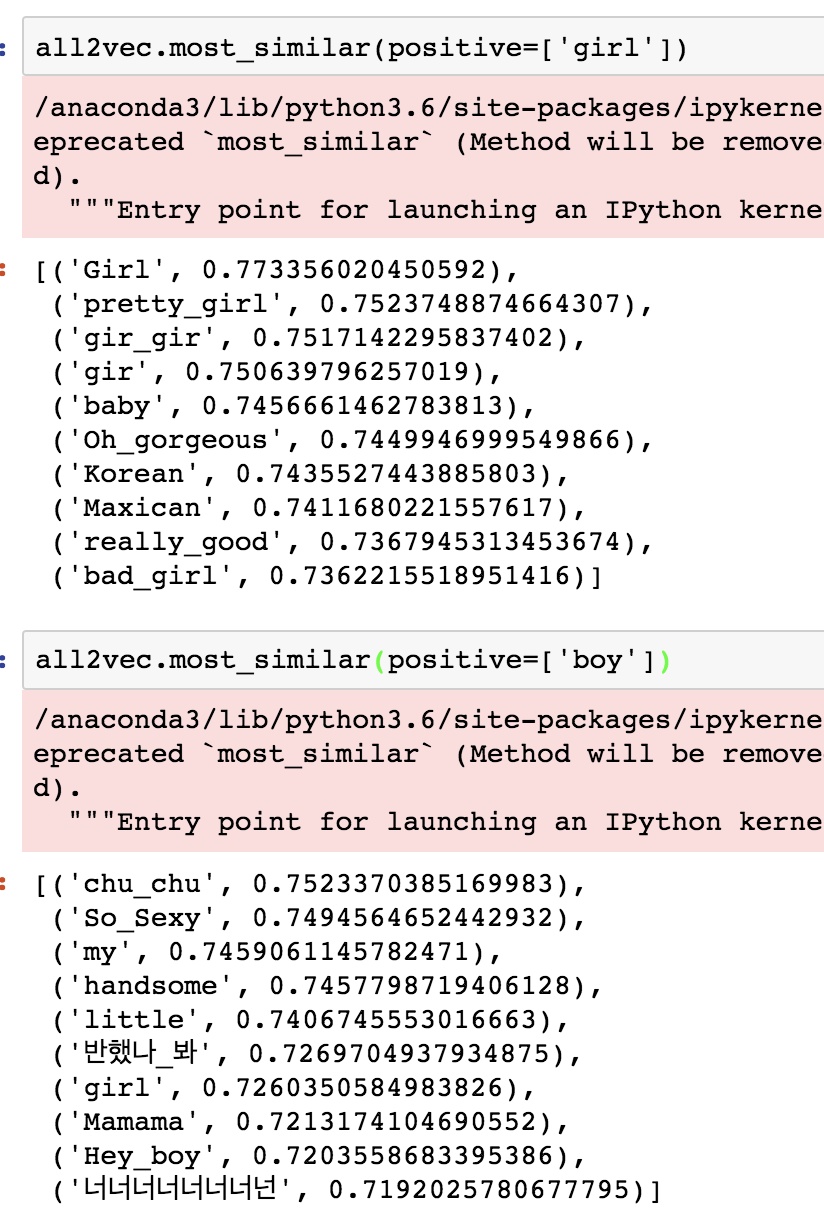 all2vec.most_similar(positive=['girl'])
/anaconda3/lib/python3.6/site-packages/ipykerne
eprecated `most_similar` (Method will be remove
d).
"""Entry point for launching an IPython kerne
[('Girl', 0.773356020450592),
('pretty_girl', 0.7523748874664307),
('gir_gir', 0.7517142295837402),
('gir', 0.750639796257019),
('baby', 0.7456661462783813),
('Oh_gorgeous', 0.7449946999549866),
('Korean', 0.7435527443885803),
('Maxican', 0.7411680221557617),
('really_good', 0.7367945313453674),
('bad_girl', 0.7362215518951416)]
all2vec.most_similar(positive=['boy'])
/anaconda3/lib/python3.6/site-packages/ipykerne
eprecated `most_similar` (Method will be remove
d).
"""Entry point for launching an IPython kerne
[('chu_chu', 0.7523370385169983),
('So_Sexy', 0.7494564652442932),
('my', 0.7459061145782471),
('handsome', 0.7457798719406128),
('little', 0.7406745553016663),
('반했나_봐', 0.7269704937934875),
('girl', 0.7260350584983826),
('Mamama', 0.7213174104690552),
('Hey_boy', 0.7203558683395386),
('너너너너너너너넌', 0.7192025780677795)]